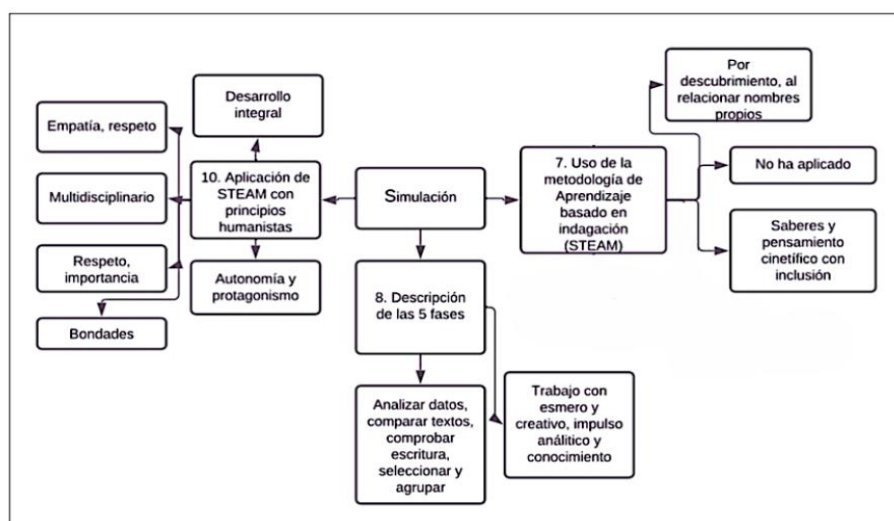 Desarrollo
integral
Empatía, respeto
Multidisciplinario
Respeto,
importancia
Bondades
10. Aplicación de
STEAM con
principios
humanistas
Autonomía y
protagonismo
Simulación
8. Descripción
de las 5 fases
Analizar datos,
comparar textos,
comprobar
escritura,
seleccionar y
agrupar
Trabajo con
esmero y
creativo, impulso
análitico y
conocimiento
7. Uso de la
metodología de
Aprendizaje
basado en
indagación
(STEAM)
Por
descubrimiento, al
relacionar nombres
propios
No ha aplicado
Saberes y
pensamiento
cinetífico con
inclusión